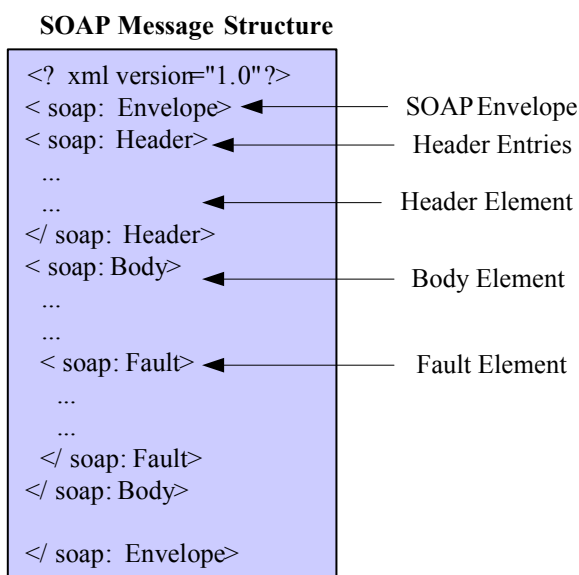 SOAP Message Structure
<? xml version="1.0"?>
< soap: Envelope>
SOAP Envelope
< soap: Header>
Header Entries
...
...
Header Element
</ soap: Header>
< soap: Body>
Body Element
...
...
< soap: Fault>
Fault Element
...
...
</ soap: Fault>
</ soap: Body>
</ soap: Envelope>